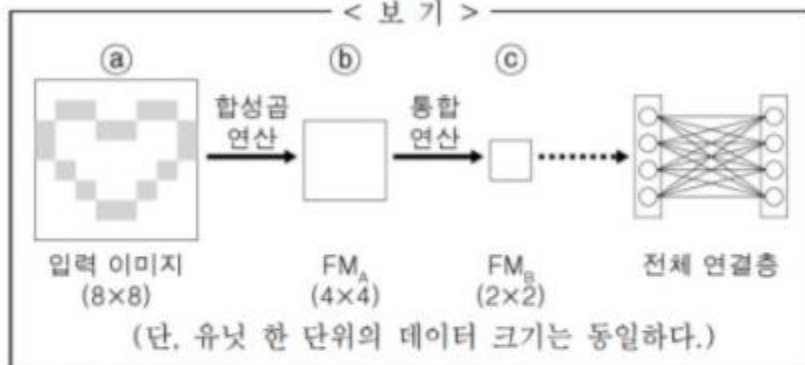 < 보 기 >
ⓐ ⓑ ⓒ
합성곱 연산
통합 연산
입력 이미지 (8×8)
FM_A (4×4)
FM_B (2×2)
전체 연결층
(단, 유닛 한 단위의 데이터 크기는 동일하다.)